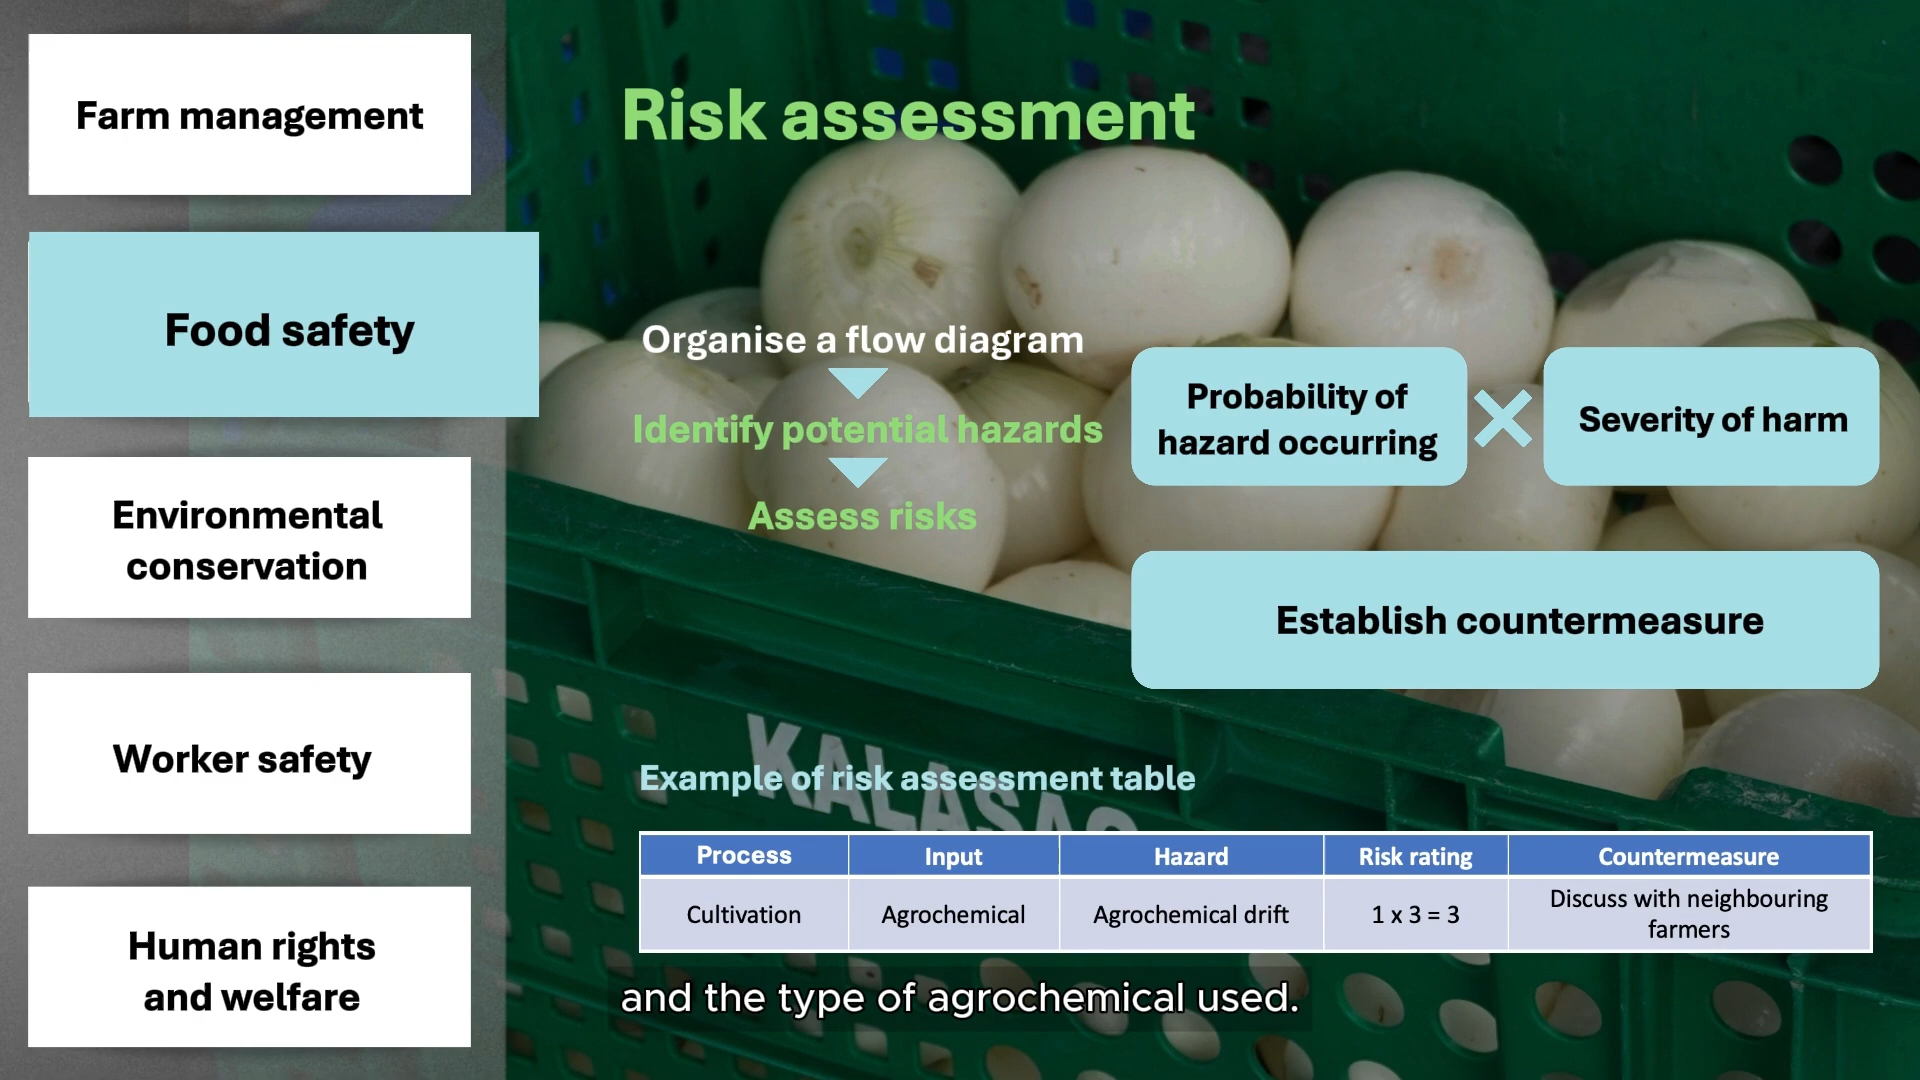 Farm management
Food safety
Environmental
conservation
Worker safety
Human rights
and welfare
Risk assessment
Organise a flow diagram
Identify potential hazards
Assess risks
Probability of
hazard occurring
Severity of harm
Establish countermeasure
Example of risk assessment table
Process Input Hazard Risk rating Countermeasure
Cultivation Agrochemical Agrochemical drift 1 x 3 = 3 Discuss with neighbouring
farmers
and the type of agrochemical used.